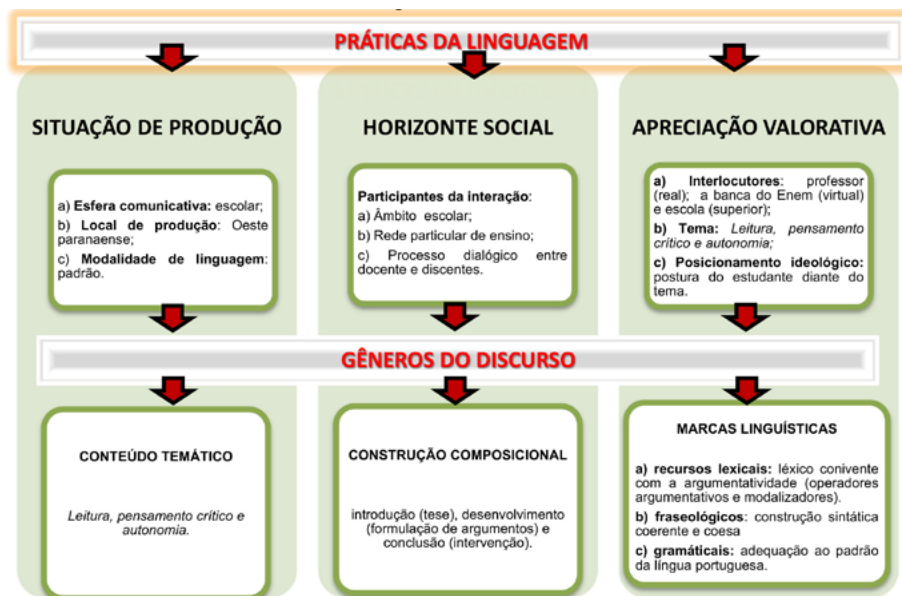 PRÁTICAS DA LINGUAGEM
SITUAÇÃO DE PRODUÇÃO
a) Esfera comunicativa: escolar;
b) Local de produção: Oeste
paranaense;
c) Modalidade de linguagem:
padrão.
HORIZONTE SOCIAL
Participantes da interação:
a) Âmbito escolar;
b) Rede particular de ensino;
c) Processo dialógico entre
docente e discentes.
APRECIAÇÃO VALORATIVA
a) Interlocutores: professor
(real); a banca do Enem (virtual)
e escola (superior);
b) Tema: Leitura, pensamento
crítico e autonomia;
c) Posicionamento ideológico:
postura do estudante diante do
tema.
GÊNEROS DO DISCURSO
CONTEÚDO TEMÁTICO
Leitura, pensamento crítico e
autonomia.
CONSTRUÇÃO COMPOSICIONAL
introdução (tese), desenvolvimento
(formulação de argumentos) e
conclusão (intervenção).
MARCAS LINGUÍSTICAS
a) recursos lexicais: léxico conivente
com a argumentatividade (operadores
argumentativos e modalizadores).
b) fraseológicos: construção sintática
coerente e coesa
c) gramáticais: adequação ao padrão
da língua portuguesa.